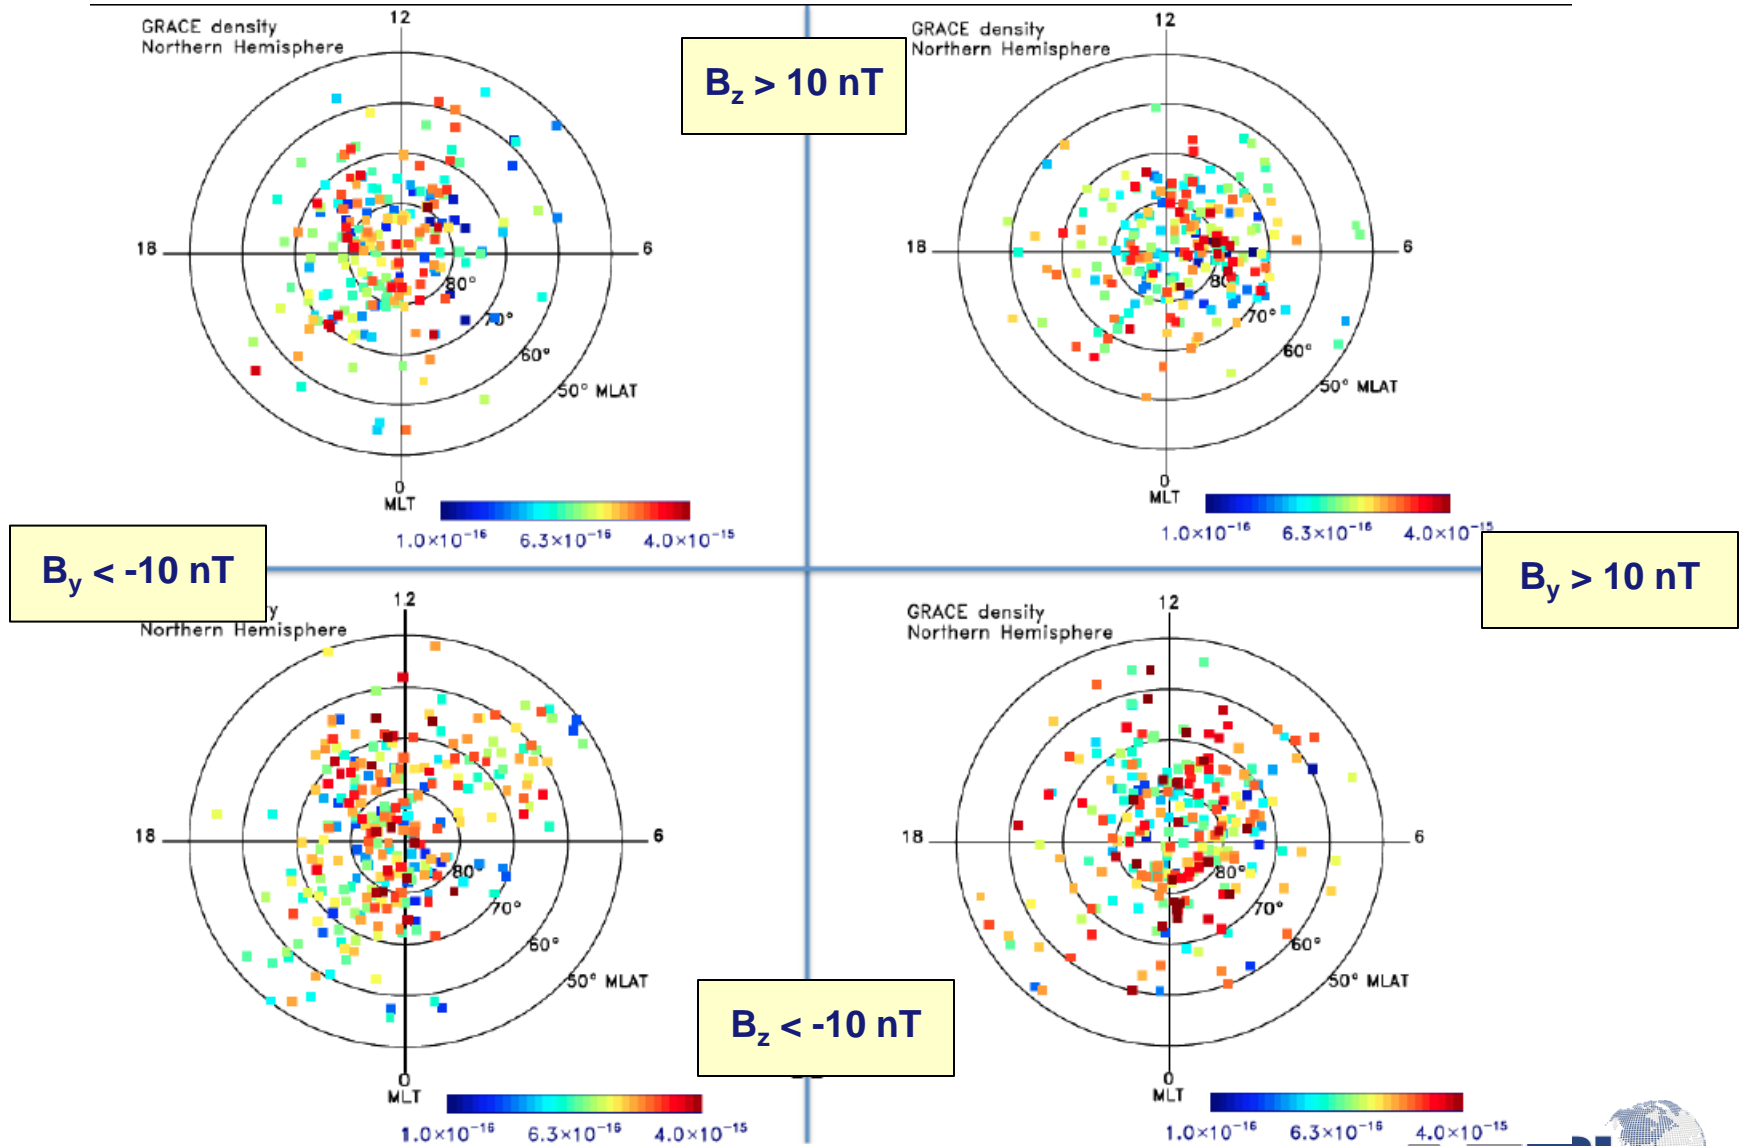 12
GRACE density
Northern Hemisphere
18
6
80°
70°
60°
50° MLAT
0
MLT
1.0×10⁻¹⁶ 6.3×10⁻¹⁶ 4.0×10⁻¹⁵
Bz > 10 nT
12
GRACE density
Northern Hemisphere
18
6
80
70°
60°
50° MLAT
0
MLT
1.0×10⁻¹⁶ 6.3×10⁻¹⁶ 4.0×10⁻¹⁵
By < -10 nT
By > 10 nT
12
Northern Hemisphere
18
6
80°
70°
60°
50° MLAT
0
MLT
1.0×10⁻¹⁶ 6.3×10⁻¹⁶ 4.0×10⁻¹⁵
Bz < -10 nT
12
GRACE density
Northern Hemisphere
18
6
80°
70°
60°
50° MLAT
0
MLT
1.0×10⁻¹⁶ 6.3×10⁻¹⁶ 4.0×10⁻¹⁵